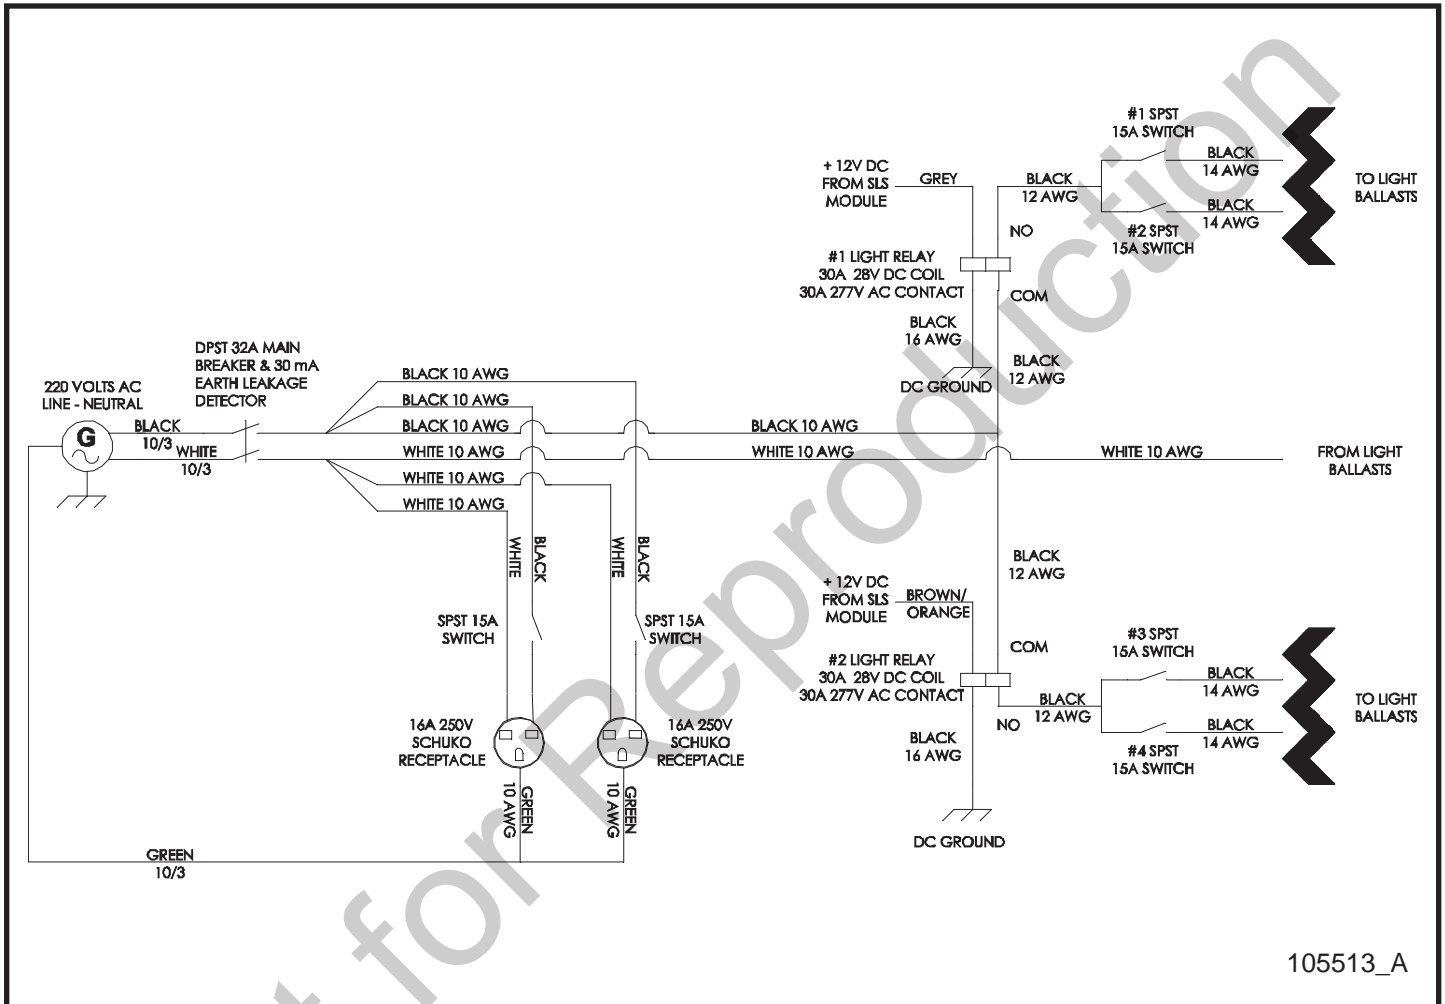 #1 SPST
15A SWITCH
BLACK
14 AWG
+ 12V DC
FROM SLS
MODULE
GREY
BLACK
12 AWG
BLACK
14 AWG
TO LIGHT
BALLASTS
#2 SPST
15A SWITCH
NO
#1 LIGHT RELAY
30A 28V DC COIL
30A 277V AC CONTACT
COM
BLACK
16 AWG
DC GROUND
BLACK
12 AWG
DPST 32A MAIN
BREAKER & 30 mA
EARTH LEAKAGE
DETECTOR
220 VOLTS AC
LINE - NEUTRAL
G
BLACK
10/3
WHITE
10/3
BLACK 10 AWG
BLACK 10 AWG
BLACK 10 AWG
BLACK 10 AWG
WHITE 10 AWG
WHITE 10 AWG
WHITE 10 AWG
FROM LIGHT
BALLASTS
WHITE 10 AWG
WHITE 10 AWG
WHITE
BLACK
WHITE
BLACK
BLACK
12 AWG
SPST 15A
SWITCH
SPST 15A
SWITCH
+ 12V DC
FROM SLS
MODULE
BROWN/
ORANGE
COM
#2 LIGHT RELAY
30A 28V DC COIL
30A 277V AC CONTACT
#3 SPST
15A SWITCH
BLACK
14 AWG
BLACK
12 AWG
NO
BLACK
14 AWG
TO LIGHT
BALLASTS
#4 SPST
15A SWITCH
BLACK
16 AWG
DC GROUND
16A 250V
SCHUKO
RECEPTACLE
16A 250V
SCHUKO
RECEPTACLE
GREEN
10 AWG
GREEN
10 AWG
GREEN
10/3
105513_A
t for Reproduction